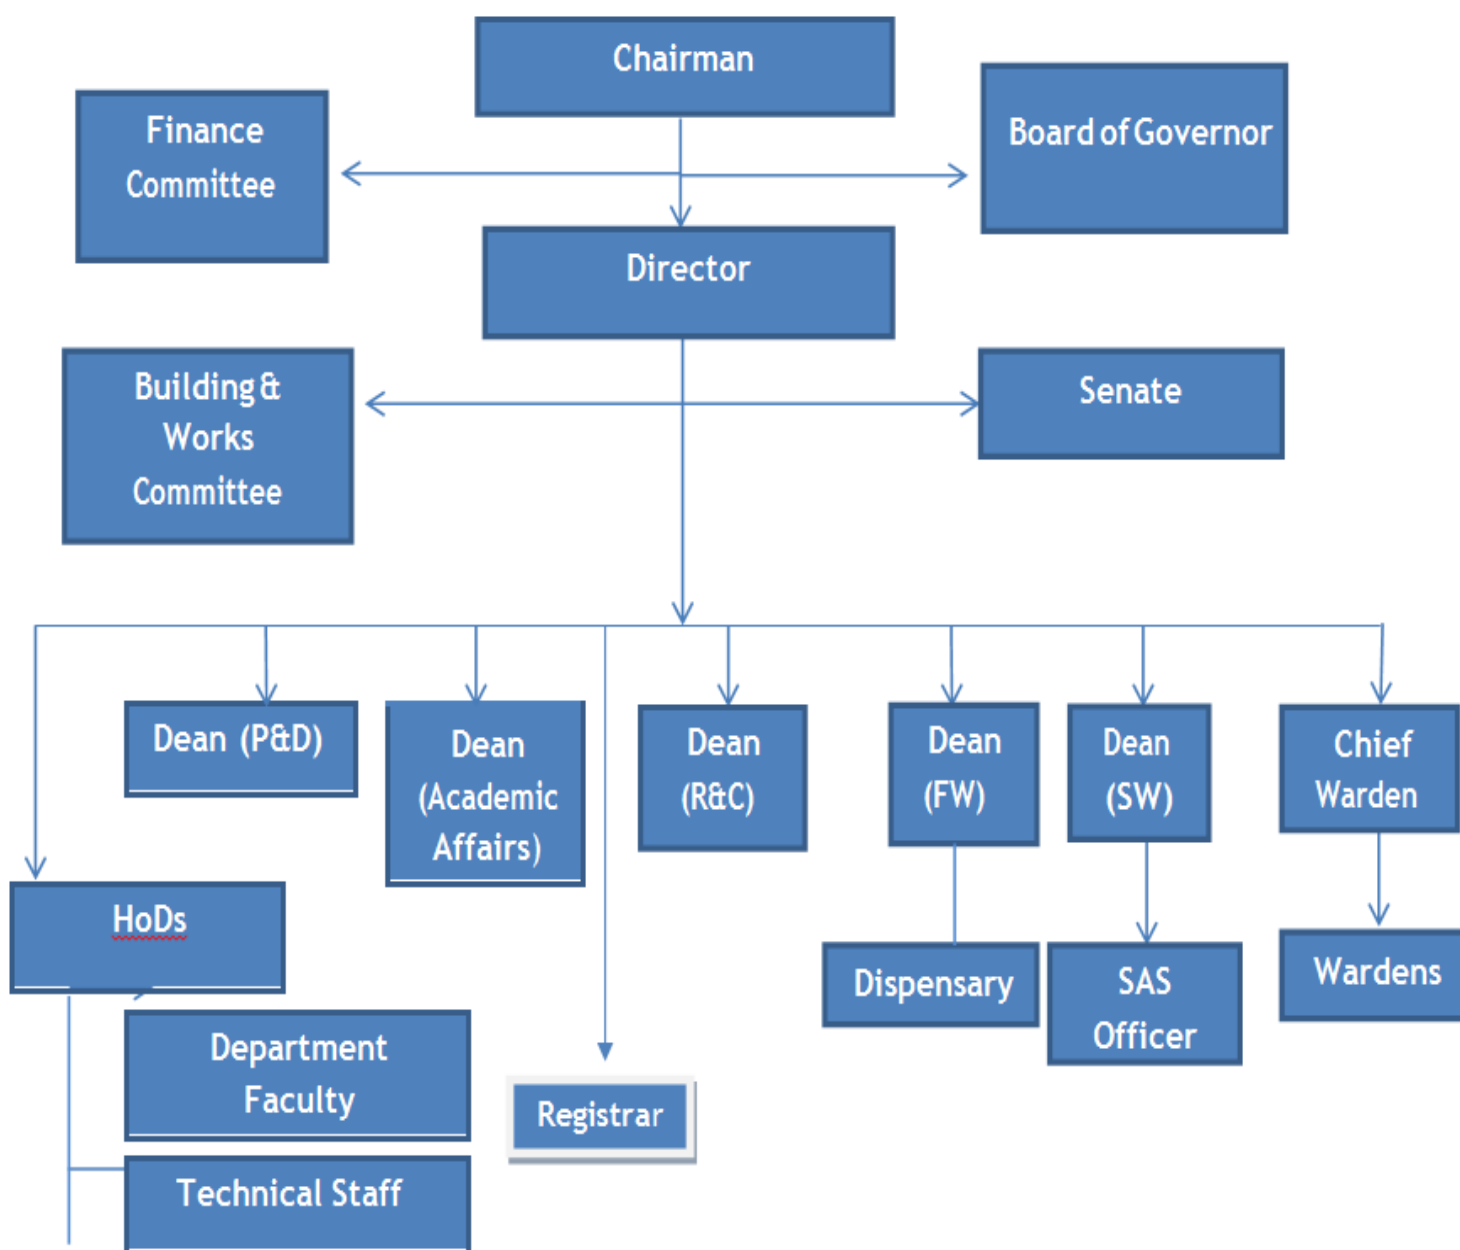 Chairman
Finance
Committee
Board of Governor
Director
Building &
Works
Committee
Senate
Dean (P&D)
Dean
(Academic
Affairs)
Dean
(R&C)
Dean
(FW)
Dean
(SW)
Chief
Warden
HoDs
Dispensary
SAS
Officer
Wardens
Department
Faculty
Registrar
Technical Staff